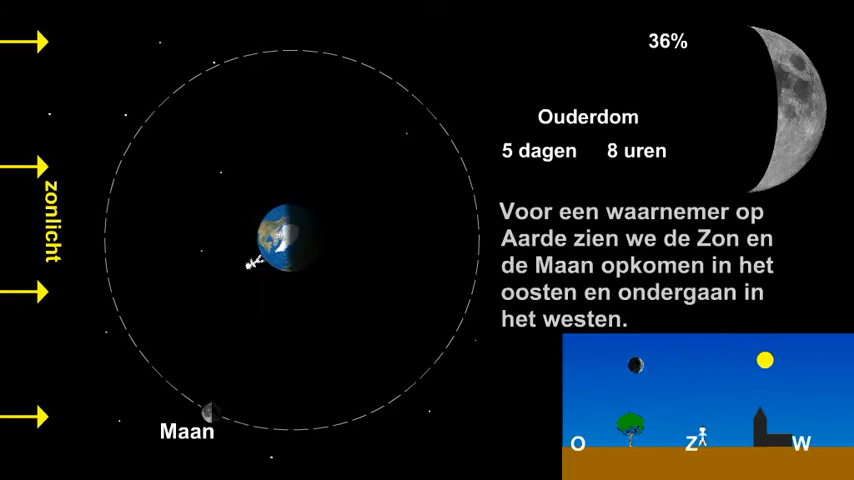 36%
Ouderdom
5 dagen 8 uren
zonlicht
Voor een waarnemer op
Aarde zien we de Zon en
de Maan opkomen in het
oosten en ondergaan in
het westen.
Maan
O Z W